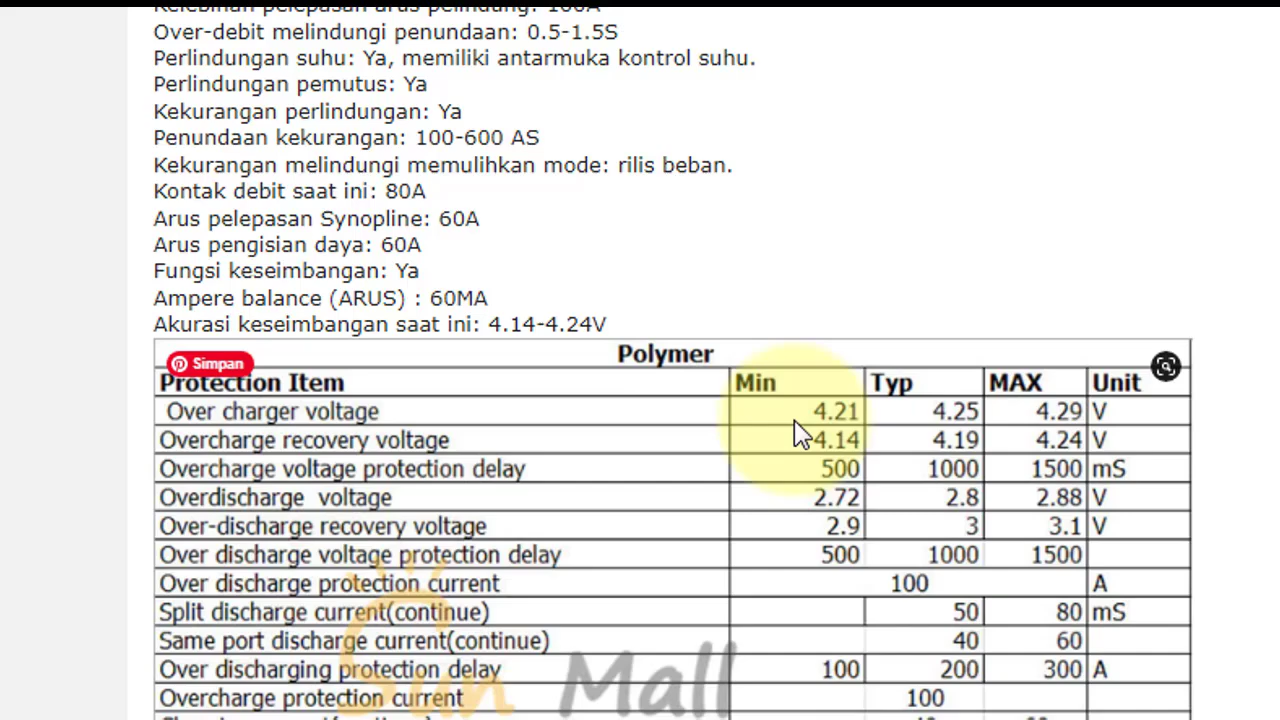 Kelebihan pelepasan arus pelindung: 100A
Over-debit melindungi penundaan: 0.5-1.5S
Perlindungan suhu: Ya, memiliki antarmuka kontrol suhu.
Perlindungan pemutus: Ya
Kekurangan perlindungan: Ya
Penundaan kekurangan: 100-600 AS
Kekurangan melindungi memulihkan mode: rilis beban.
Kontak debit saat ini: 80A
Arus pelepasan Synopline: 60A
Arus pengisian daya: 60A
Fungsi keseimbangan: Ya
Ampere balance (ARUS) : 60MA
Akurasi keseimbangan saat ini: 4.14-4.24V
Polymer
Simpan
Protection Item Min Typ MAX Unit
Over charger voltage 4.21 4.25 4.29 V
Overcharge recovery voltage 4.14 4.19 4.24 V
Overcharge voltage protection delay 500 1000 1500 mS
Overdischarge voltage 2.72 2.8 2.88 V
Over-discharge recovery voltage 2.9 3 3.1 V
Over discharge voltage protection delay 500 1000 1500
Over discharge protection current 100 A
Split discharge current(continue) 50 80 mS
Same port discharge current(continue) 40 60
Over discharging protection delay 100 200 300 A
Overcharge protection current 100
Sun Mall